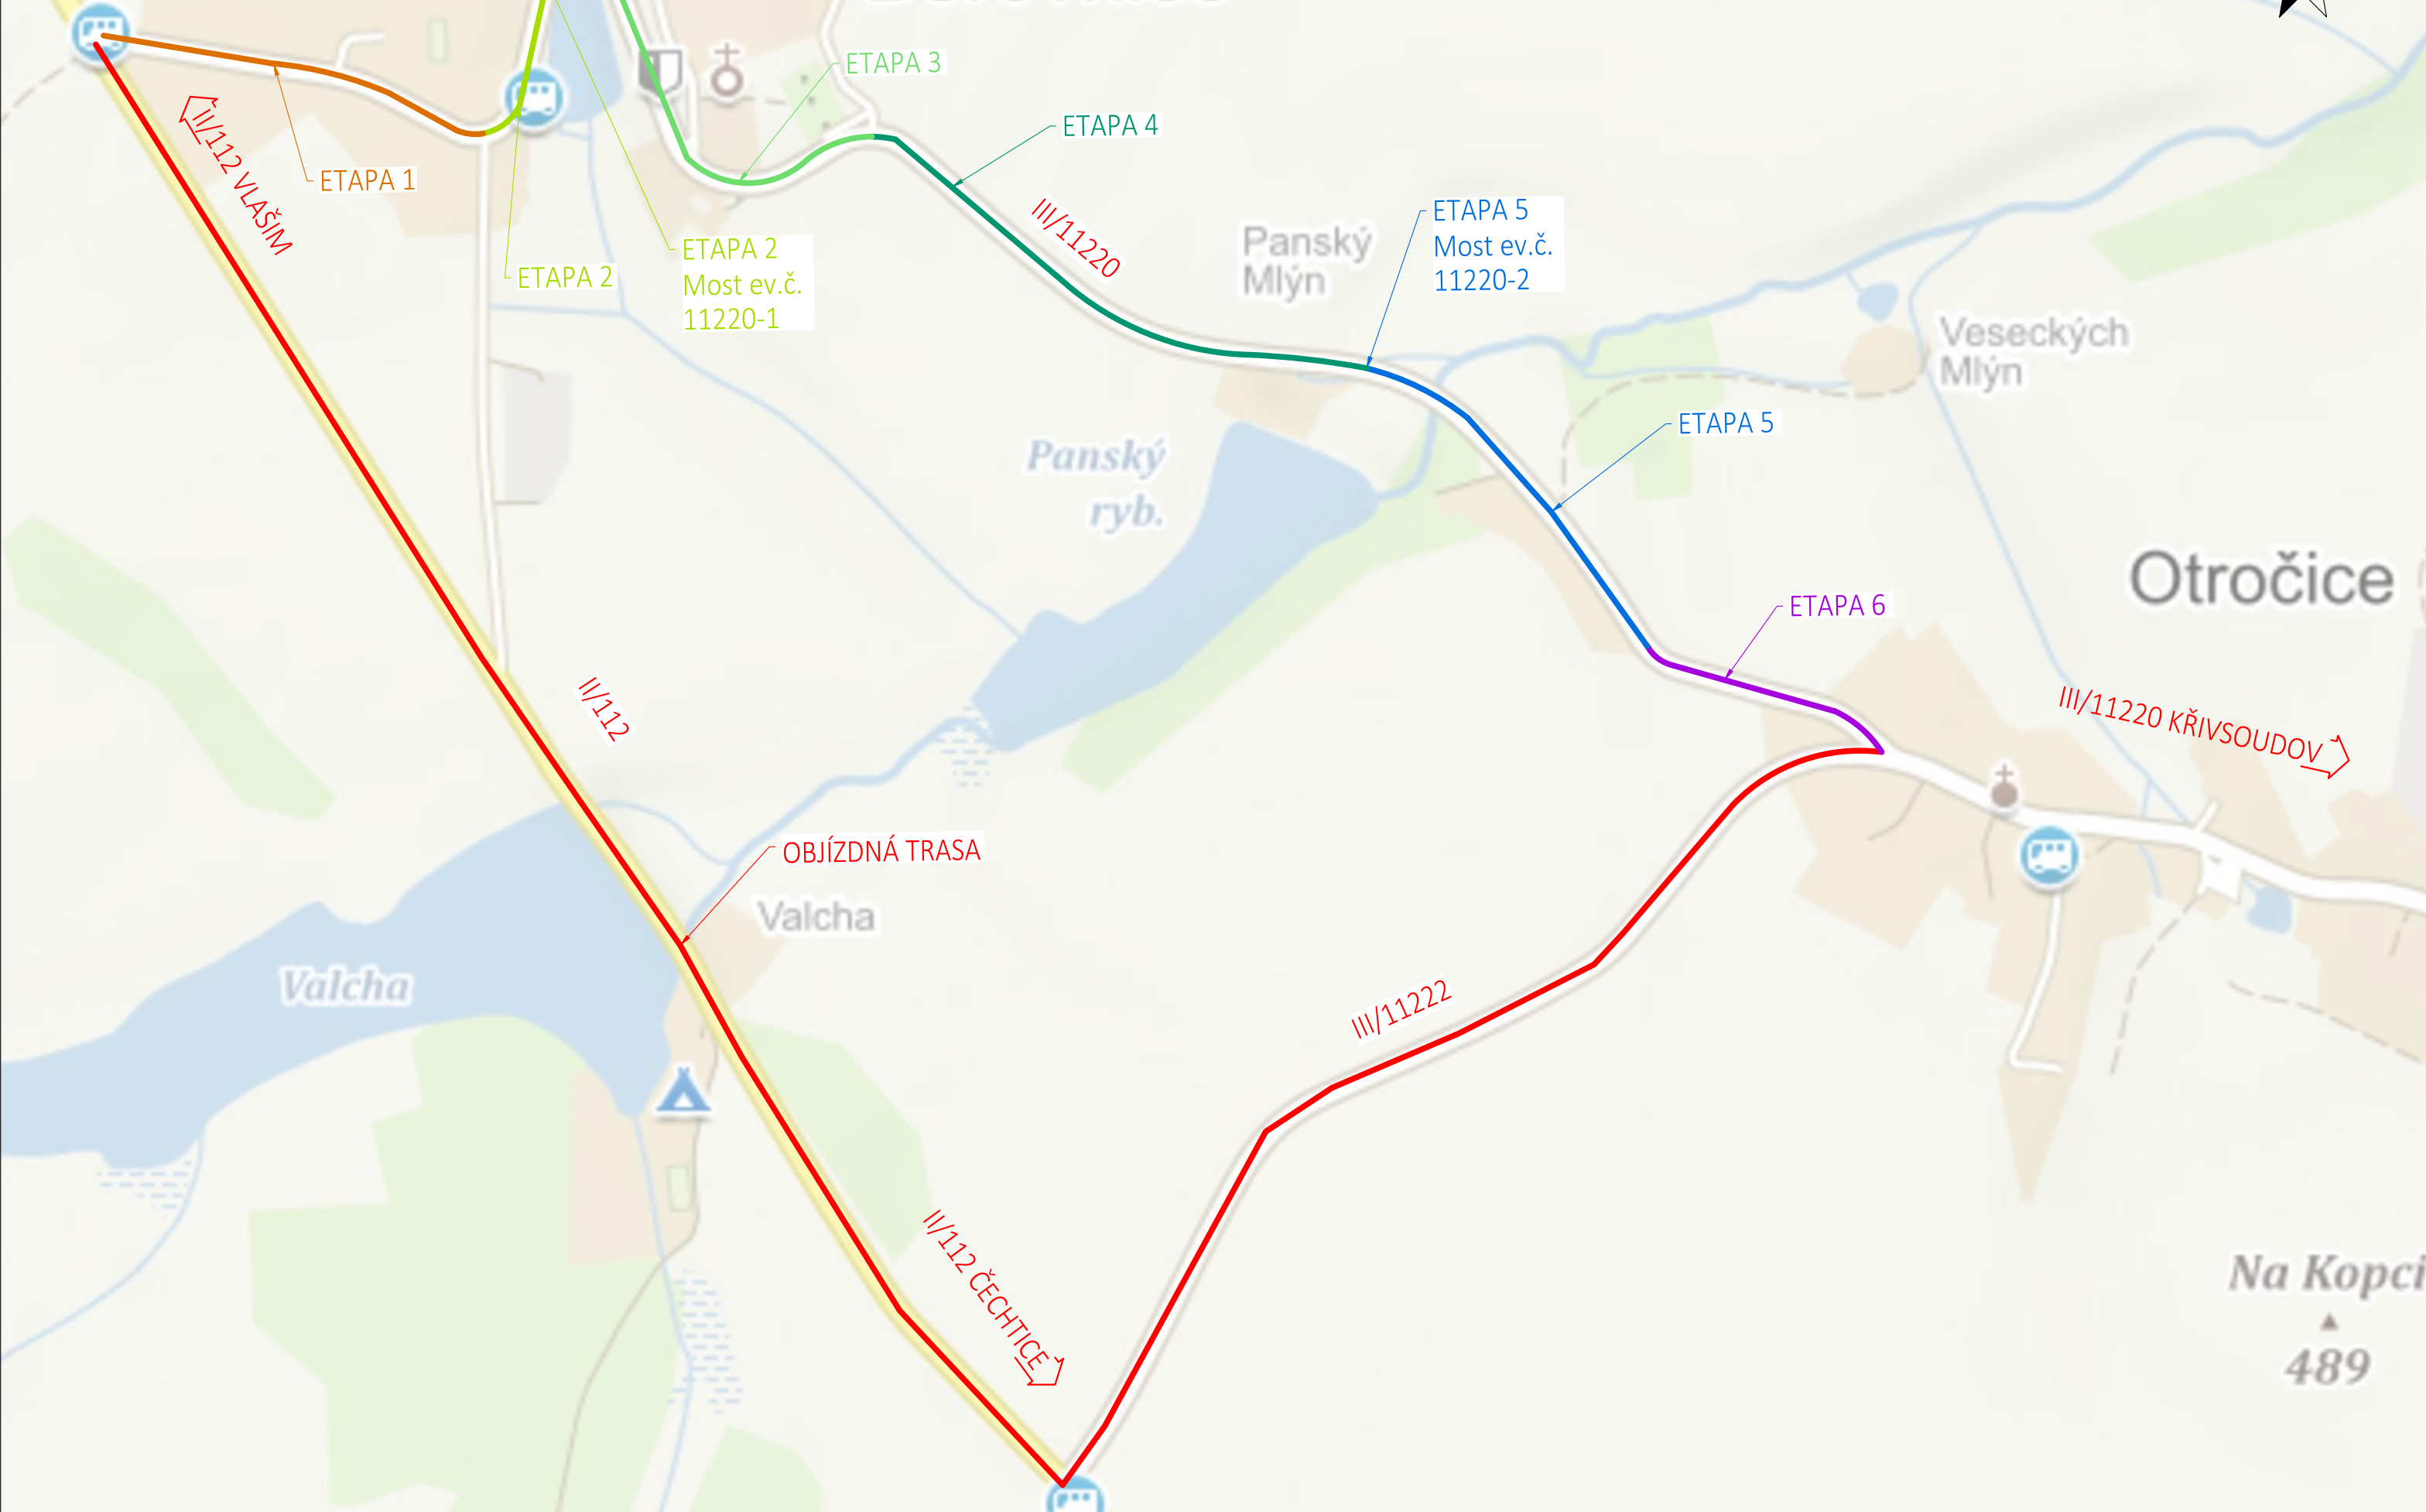 ETAPA 3
ETAPA 4
II/112 VLAŠIM
ETAPA 1
III/11220
ETAPA 5
Most ev.č.
11220-2
Panský
Mlýn
ETAPA 2
ETAPA 2
Most ev.č.
11220-1
Veseckých
Mlýn
ETAPA 5
Panský
ryb.
Otročice
ETAPA 6
II/112
III/11220 KŘIVSOUDOV
OBJÍZDNÁ TRASA
Valcha
Valcha
III/11222
II/112 ČECHTICE
Na Kopci
489